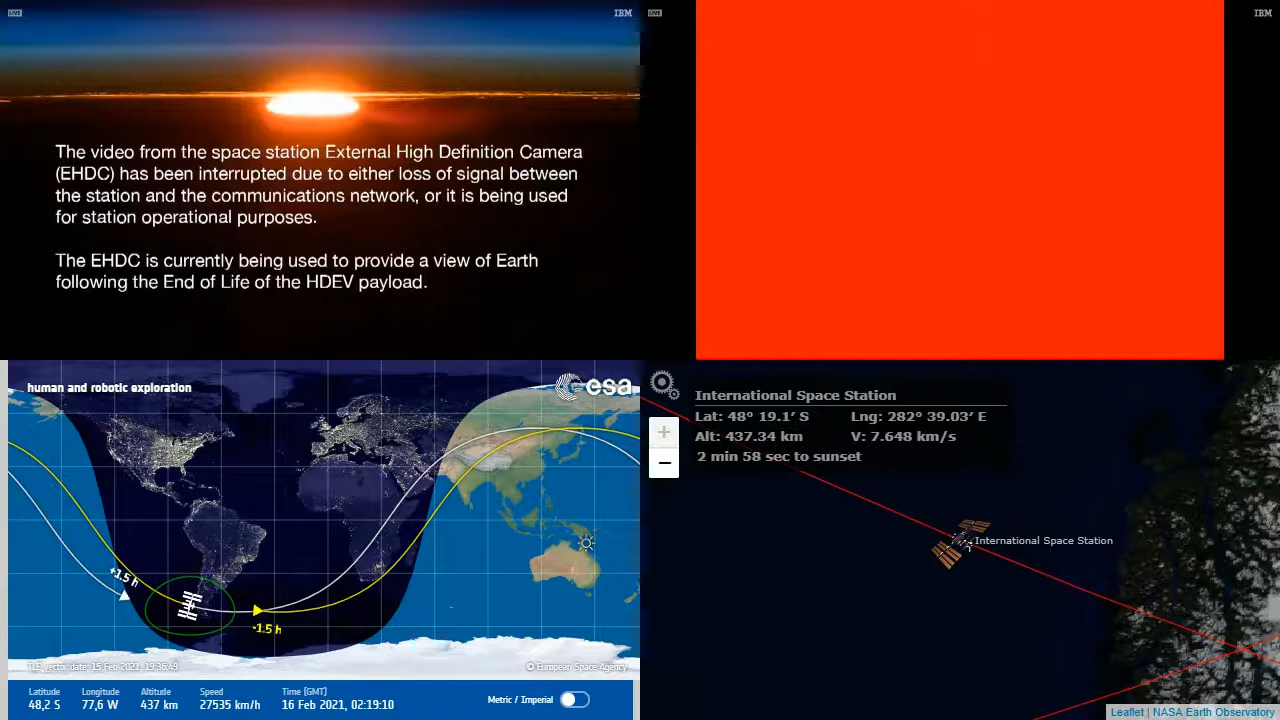 LIVE
IBM
The video from the space station External High Definition Camera
(EHDC) has been interrupted due to either loss of signal between
the station and the communications network, or it is being used
for station operational purposes.
The EHDC is currently being used to provide a view of Earth
following the End of Life of the HDEV payload.
LIVE
IBM
human and robotic exploration
esa
+1.5 h
-1.5 h
TLE vector date: 15 Feb 2021, 19:36:49
© European Space Agency
Latitude Longitude Altitude Speed Time (GMT)
48,2 S 77,6 W 437 km 27535 km/h 16 Feb 2021, 02:19:10
Metric / Imperial
International Space Station
Lat: 48° 19.1′ S Lng: 282° 39.03′ E
Alt: 437.34 km V: 7.648 km/s
2 min 58 sec to sunset
+
−
International Space Station
Leaflet | NASA Earth Observatory